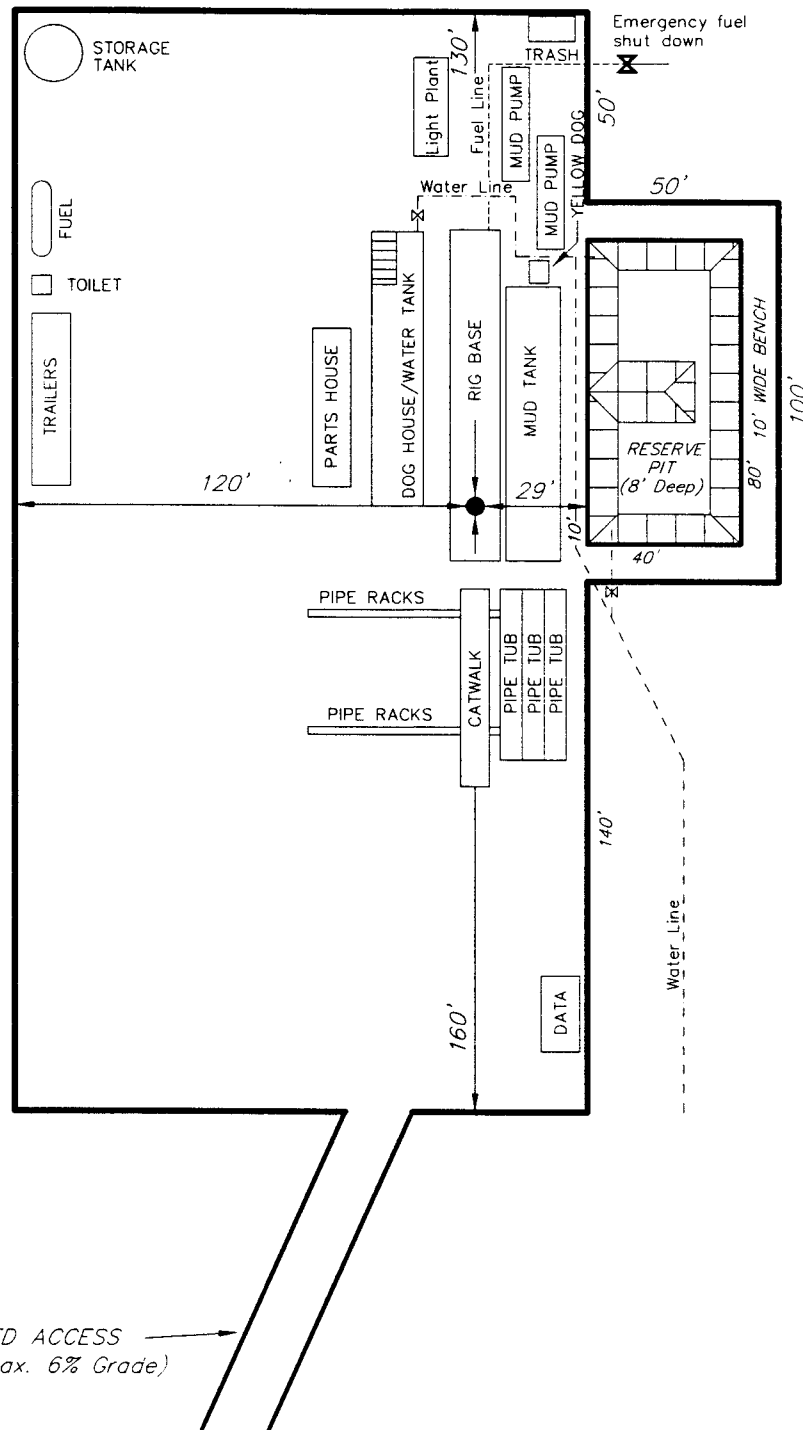 STORAGE
TANK
130'
TRASH
Emergency fuel
shut down
Light Plant
Fuel Line
MUD PUMP
50'
MUD PUMP
YELLOW DOG
Water Line
50'
FUEL
TOILET
TRAILERS
PARTS HOUSE
DOG HOUSE/WATER TANK
RIG BASE
MUD TANK
RESERVE
PIT
(8' Deep)
80'
10' WIDE BENCH
100'
120'
29'
10'
40'
PIPE RACKS
CATWALK
PIPE TUB
PIPE TUB
PIPE TUB
PIPE RACKS
140'
Water Line
160'
DATA
ACCESS
6% Grade)